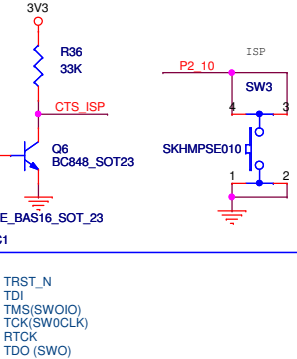 3V3
R36
33K
CTS_ISP
Q6
BC848_SOT23
E_BAS16_SOT_23
C1
ISP
P2_10
SW3
4 3
SKHMPSE010
1 2
TRST_N
TDI
TMS(SWOIO)
TCK(SW0CLK)
RTCK
TDO (SWO)